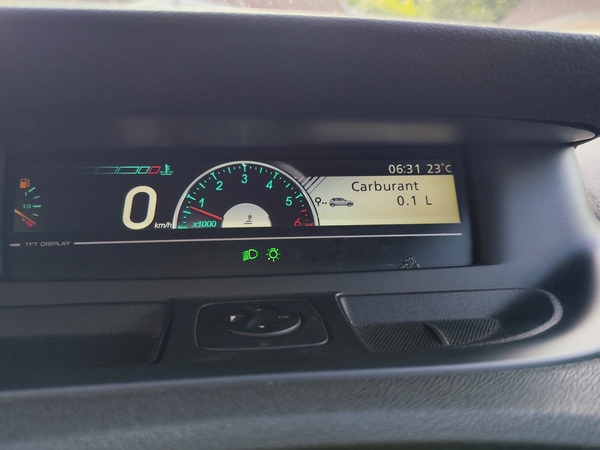 06:31 23°C
1/2
0 km/h
1 2 3 4 5 6
x1000
Carburant
0.1 L
TFT DISPLAY